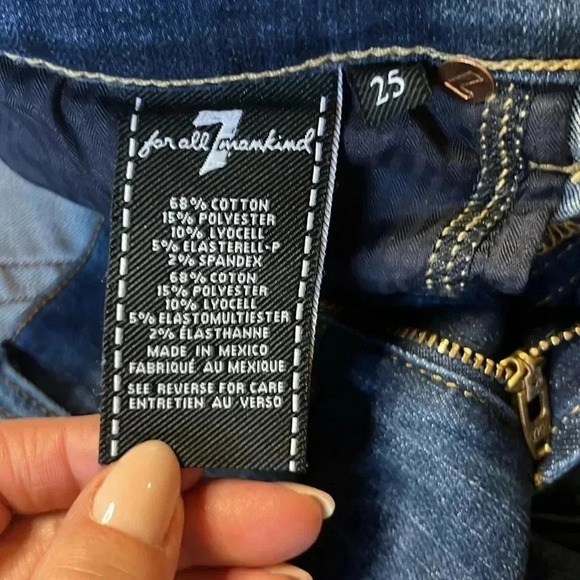 7
for all mankind
25
68% COTTON
15% POLYESTER
10% LYOCELL
5% ELASTERELL-P
2% SPANDEX
68% COTON
15% POLYESTER
10% LYOCELL
5% ELASTOMULTIESTER
2% ÉLASTHANNE
MADE IN MEXICO
FABRIQUÉ AU MEXIQUE
SEE REVERSE FOR CARE
ENTRETIEN AU VERSO